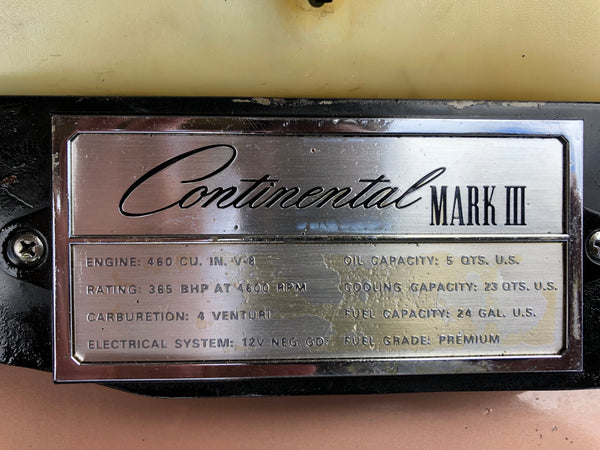 Continental MARK III
ENGINE: 460 CU. IN. V-8
RATING: 365 BHP AT 4600 RPM
CARBURETION: 4 VENTURI
ELECTRICAL SYSTEM: 12V NEG GD.
OIL CAPACITY: 5 QTS. U.S.
COOLING CAPACITY: 23 QTS. U.S.
FUEL CAPACITY: 24 GAL. U.S.
FUEL GRADE: PREMIUM